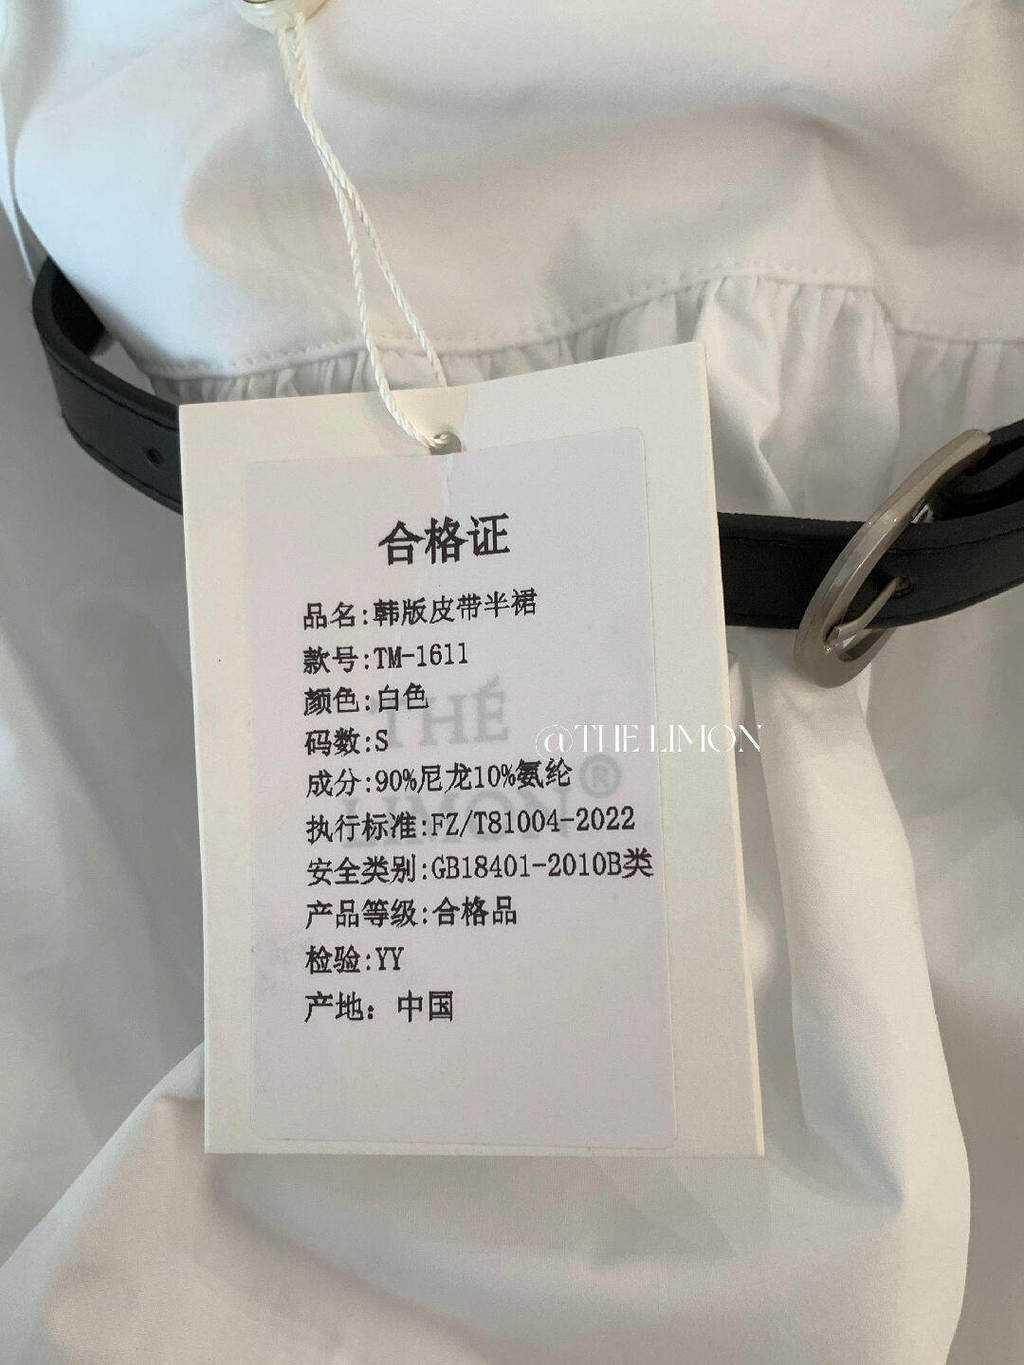 合格证
品名:韩版皮带半裙
款号:TM-1611
颜色:白色
码数:S
成分:90%尼龙10%氨纶
执行标准:FZ/T81004-2022
安全类别:GB18401-2010B类
产品等级:合格品
检验:YY
产地：中国
THÉ
LIMON®
@THE LIMON